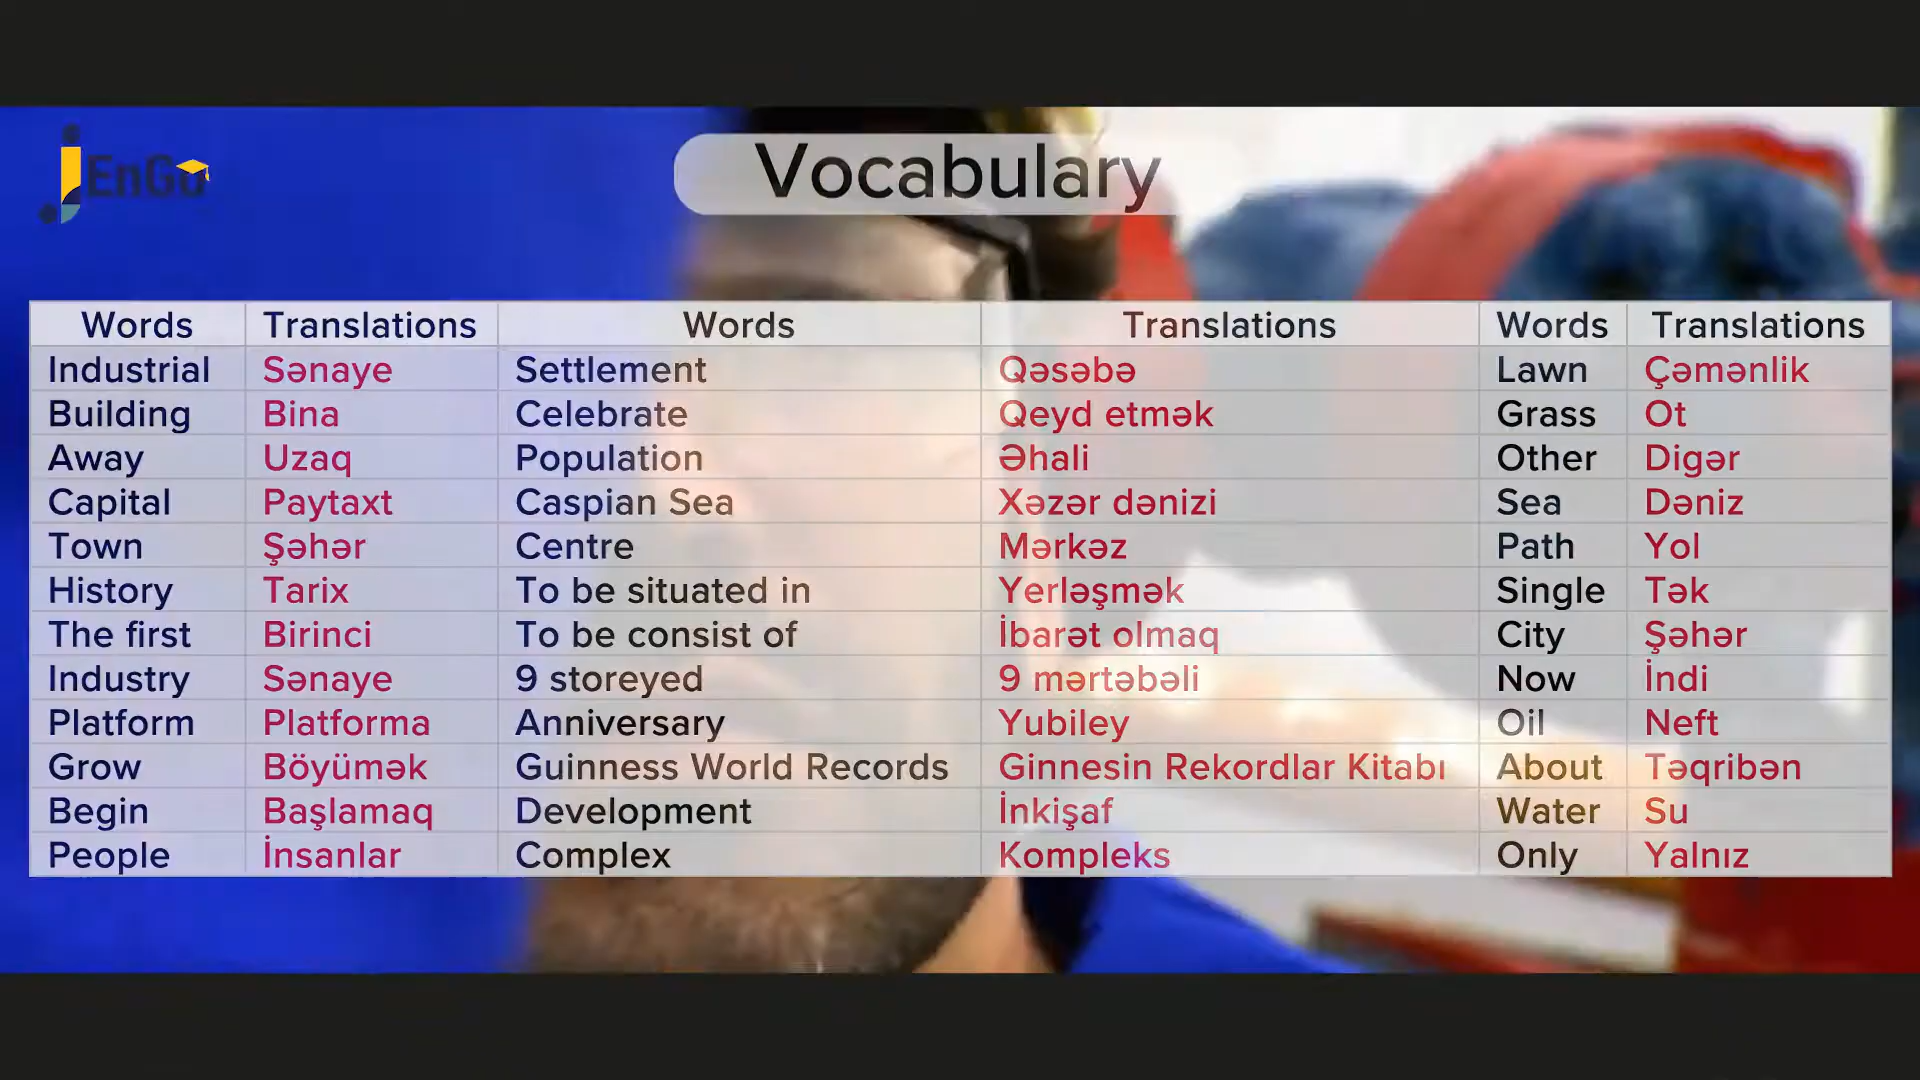 EnGo
Vocabulary
Words Translations Words Translations Words Translations
Industrial Sənaye Settlement Qəsəbə Lawn Çəmənlik
Building Bina Celebrate Qeyd etmək Grass Ot
Away Uzaq Population Əhali Other Digər
Capital Paytaxt Caspian Sea Xəzər dənizi Sea Dəniz
Town Şəhər Centre Mərkəz Path Yol
History Tarix To be situated in Yerləşmək Single Tək
The first Birinci To be consist of İbarət olmaq City Şəhər
Industry Sənaye 9 storeyed 9 mərtəbəli Now İndi
Platform Platforma Anniversary Yubiley Oil Neft
Grow Böyümək Guinness World Records Ginnesin Rekordlar Kitabı About Təqribən
Begin Başlamaq Development İnkişaf Water Su
People İnsanlar Complex Kompleks Only Yalnız